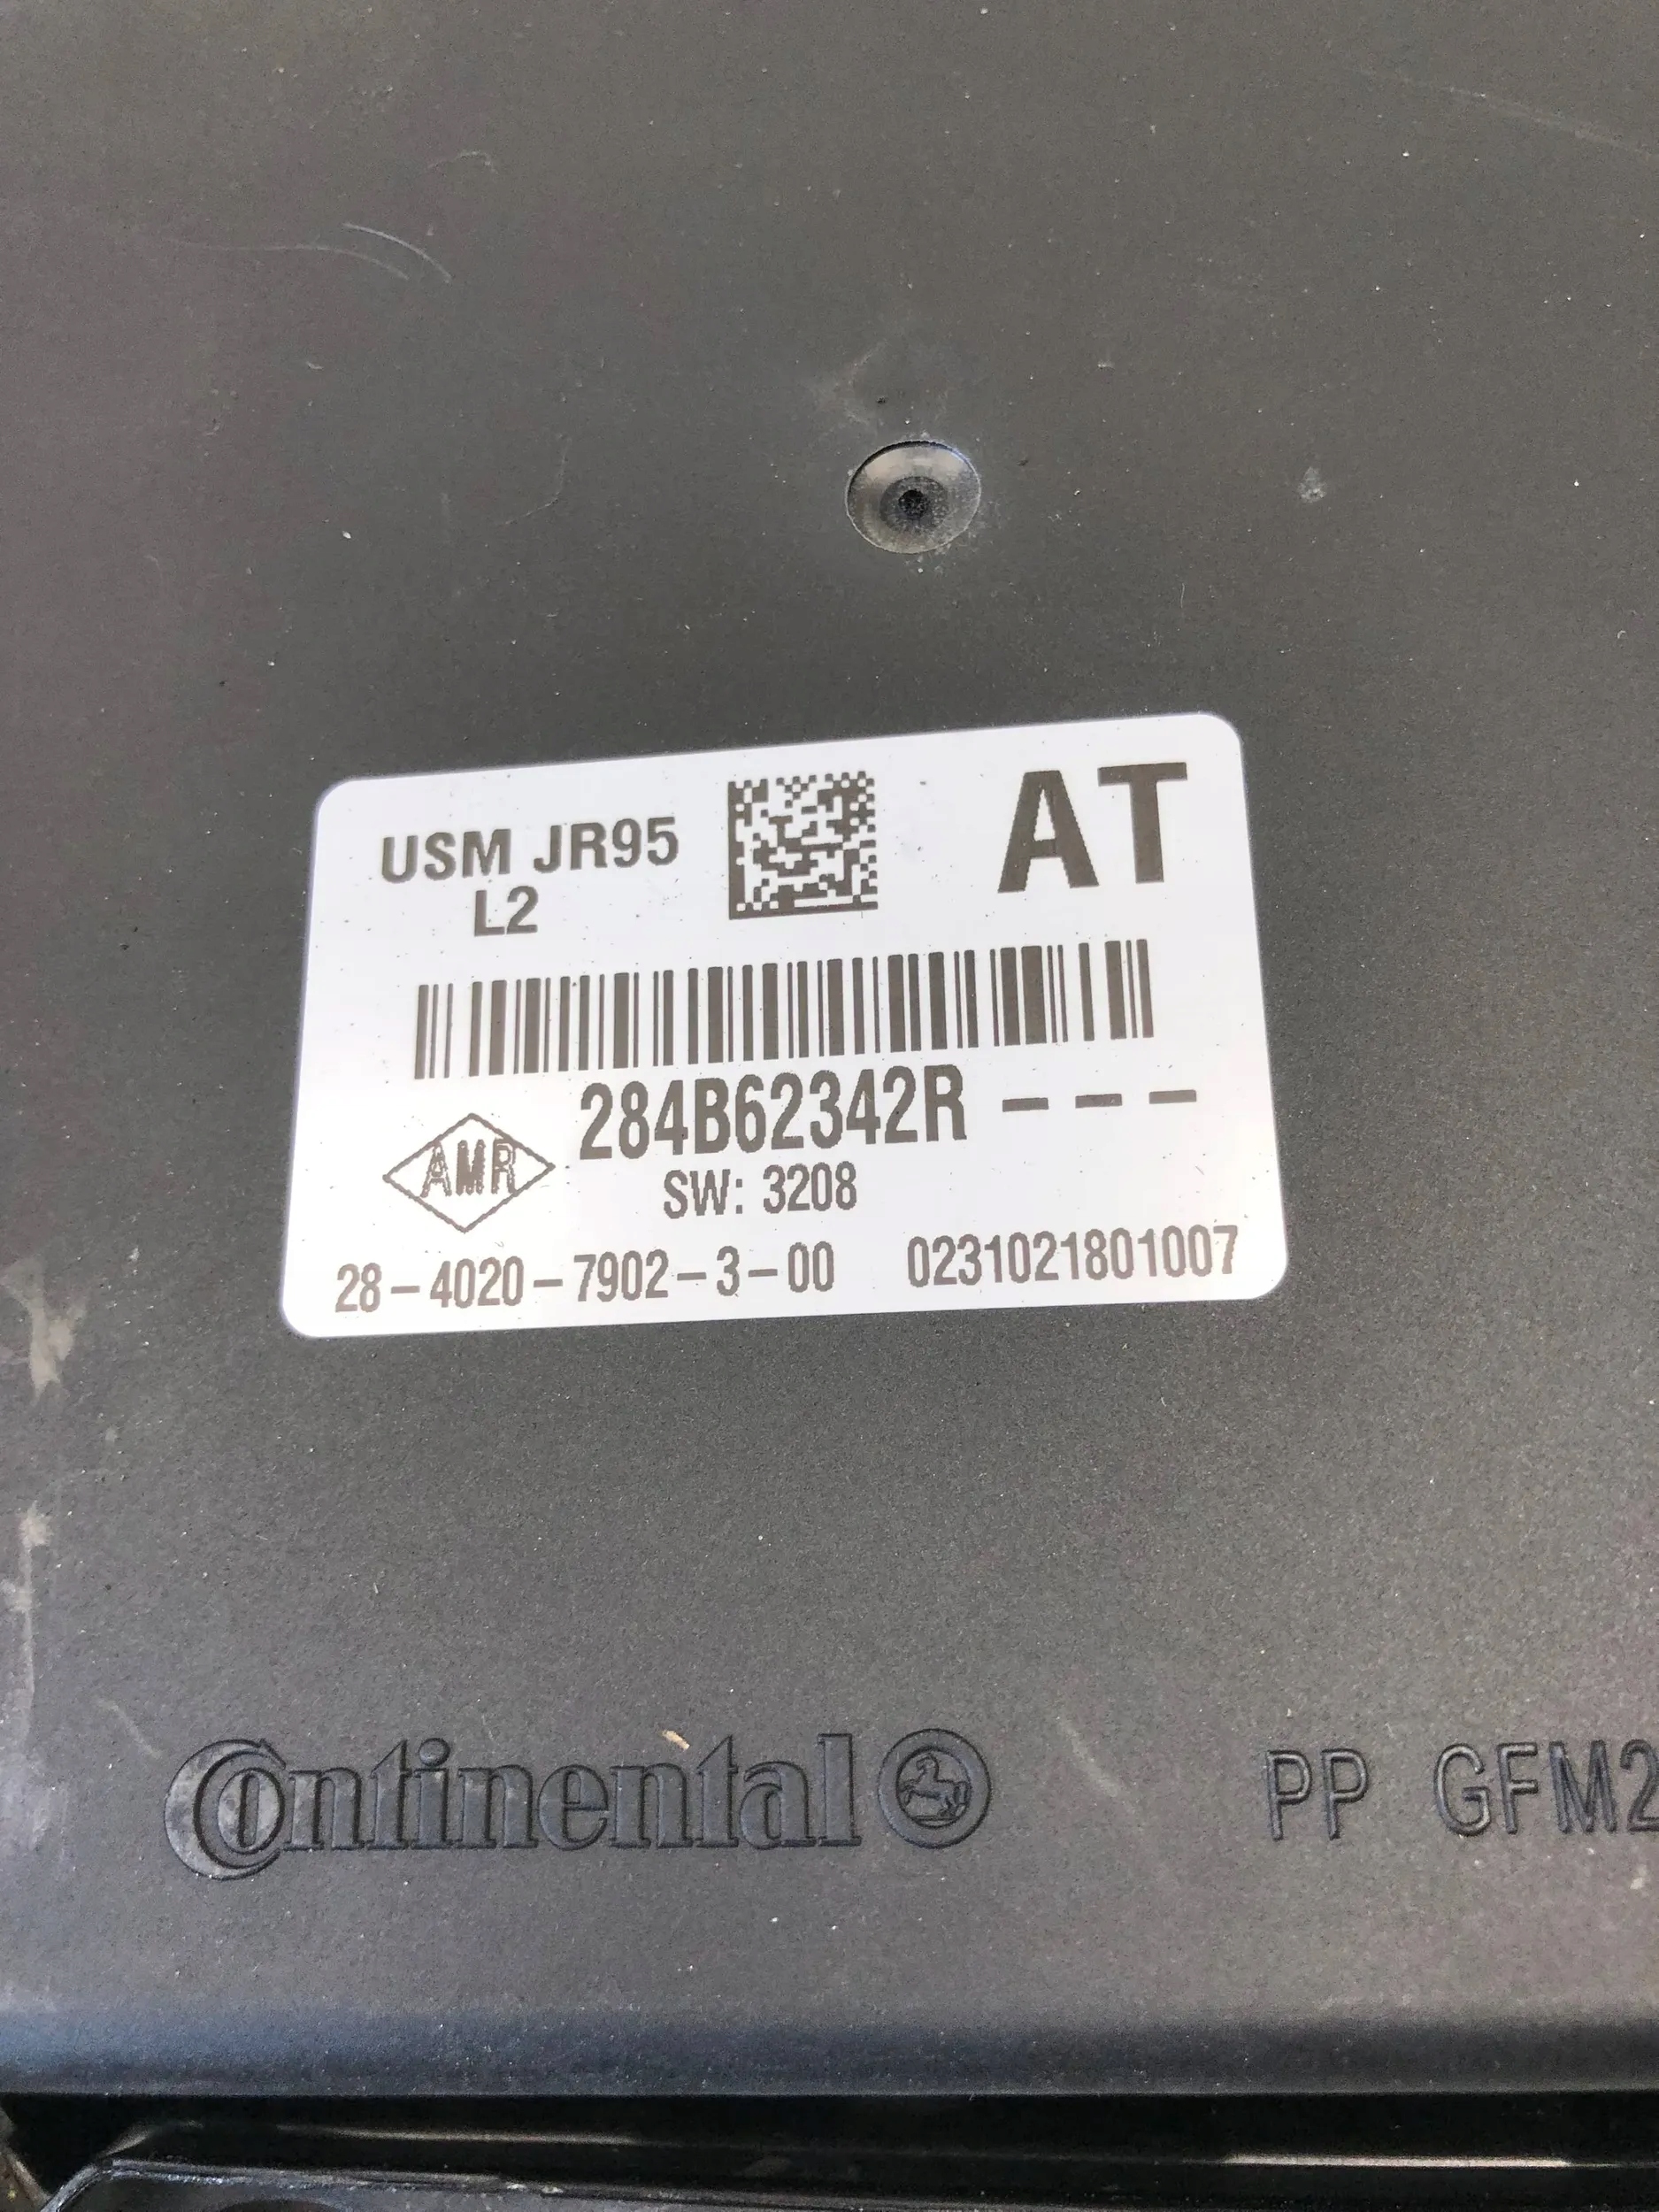 USM JR95
L2
AT
284B62342R---
AMR
SW: 3208
28-4020-7902-3-00 0231021801007
Continental
PP GFM2